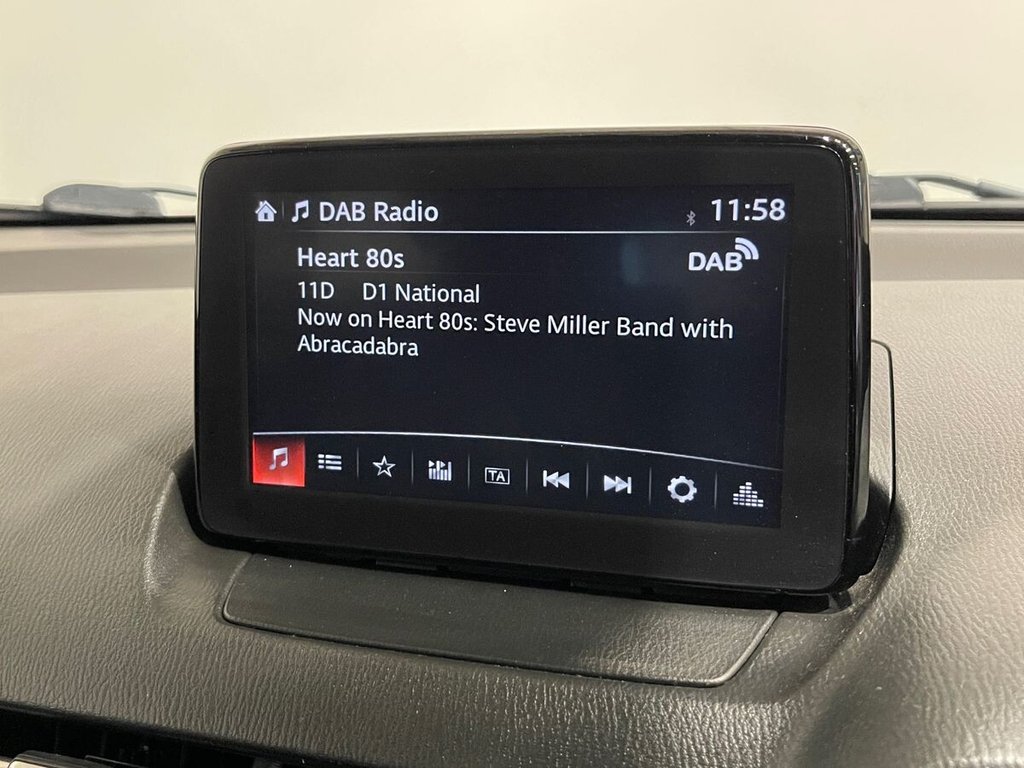 DAB Radio 11:58
Heart 80s DAB
11D D1 National
Now on Heart 80s: Steve Miller Band with
Abracadabra
TA